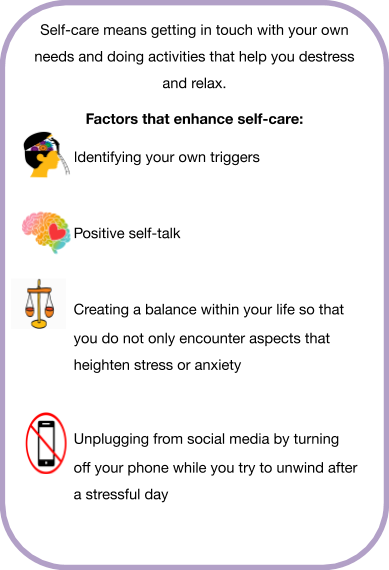 Self-care means getting in touch with your own
needs and doing activities that help you destress
and relax.
Factors that enhance self-care:
Identifying your own triggers
Positive self-talk
Creating a balance within your life so that
you do not only encounter aspects that
heighten stress or anxiety
Unplugging from social media by turning
off your phone while you try to unwind after
a stressful day